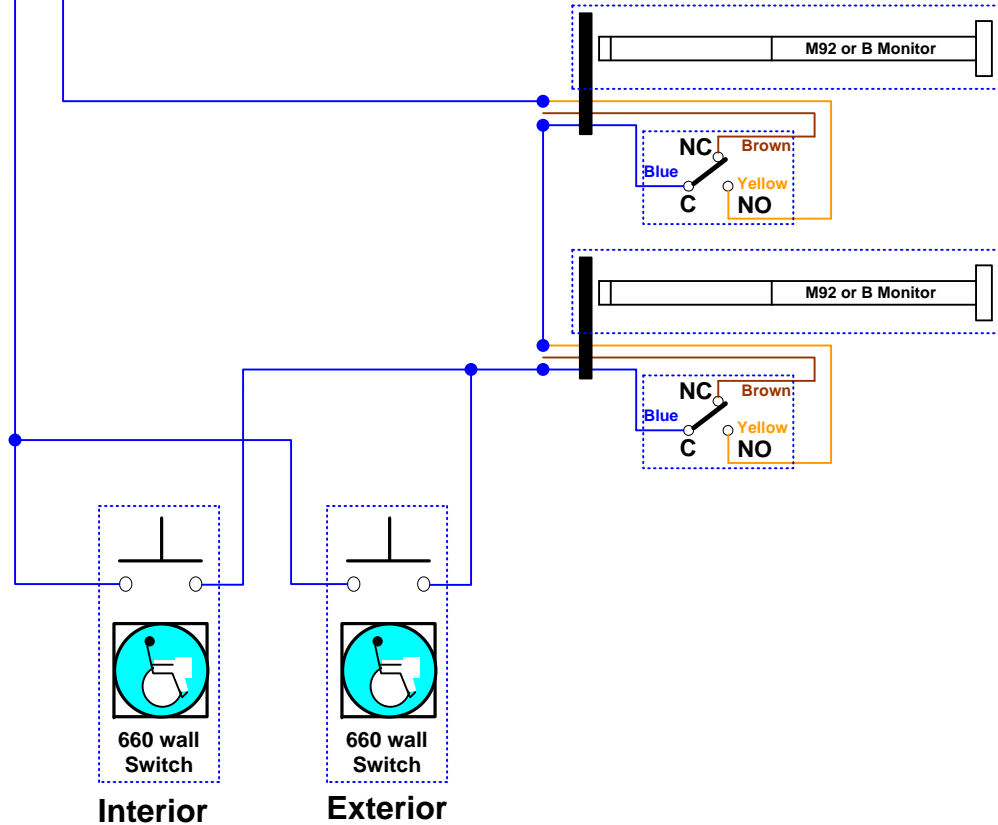 M92 or B Monitor
NC
Brown
Blue
Yellow
C
NO
M92 or B Monitor
NC
Brown
Blue
Yellow
C
NO
660 wall
Switch
Interior
660 wall
Switch
Exterior